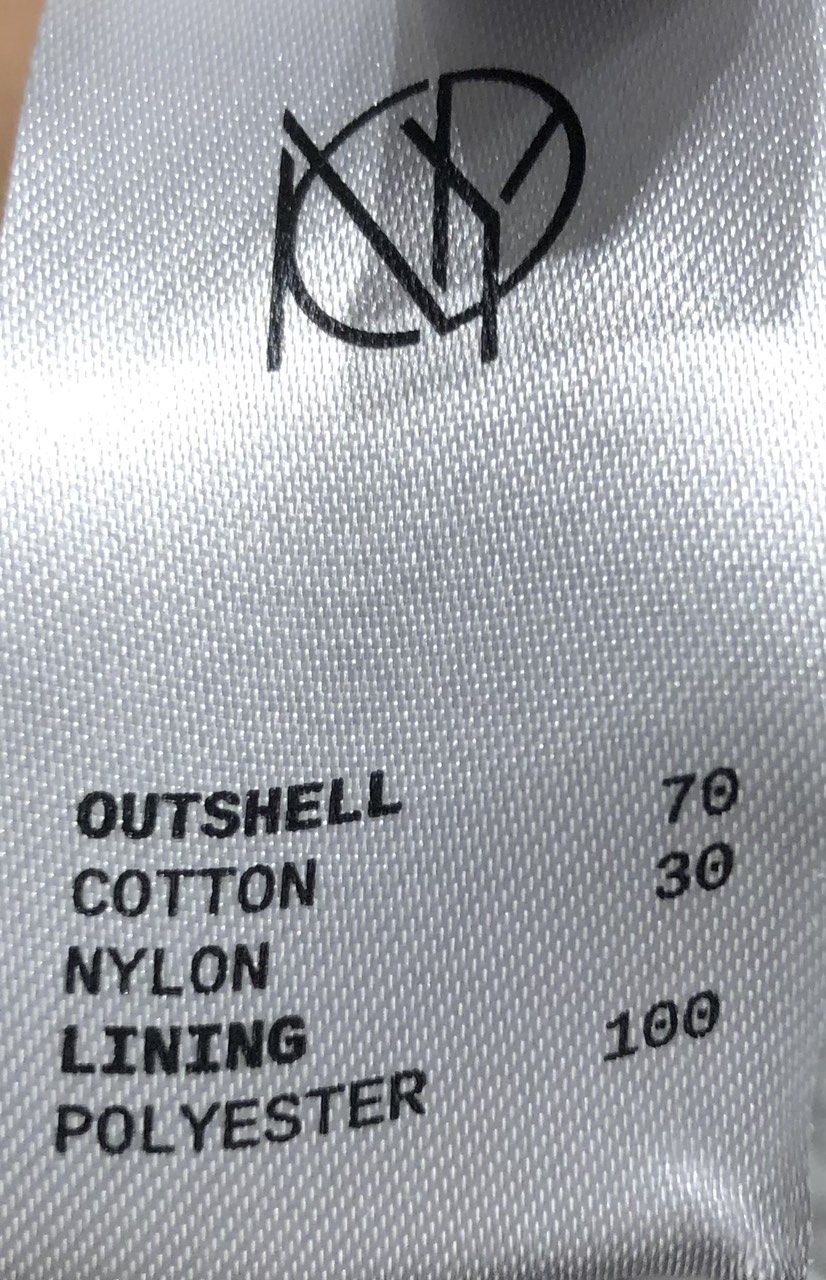 OUTSHELL 70
COTTON 30
NYLON
LINING 100
POLYESTER